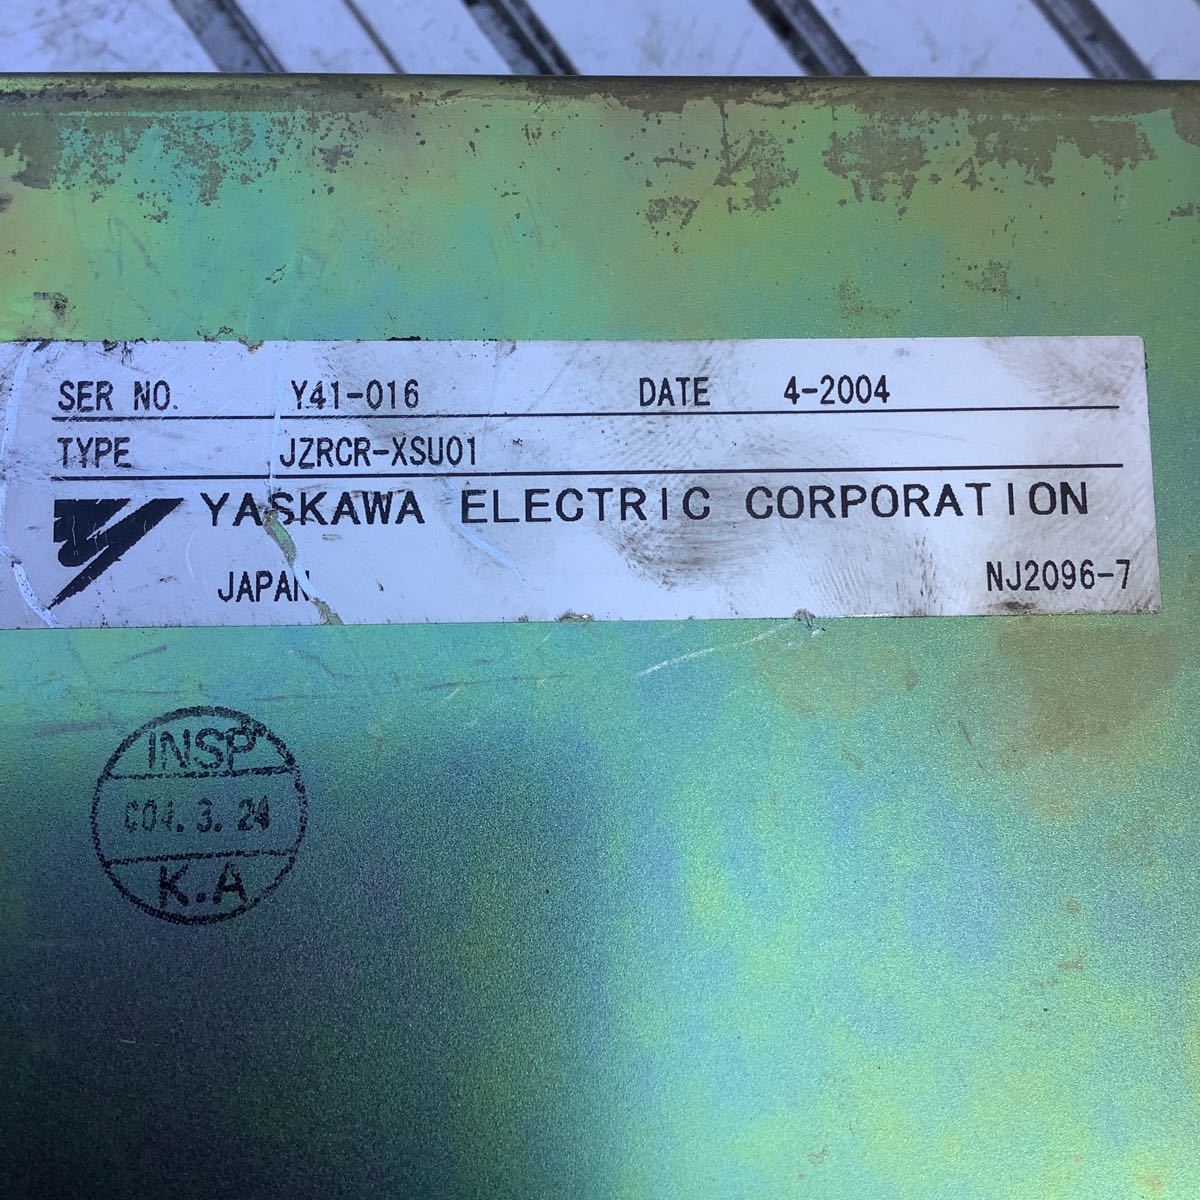 SER NO. Y41-016 DATE 4-2004
TYPE JZRCR-XSU01
YASKAWA ELECTRIC CORPORATION
JAPAN NJ2096-7
INSP
3. 24
K.A